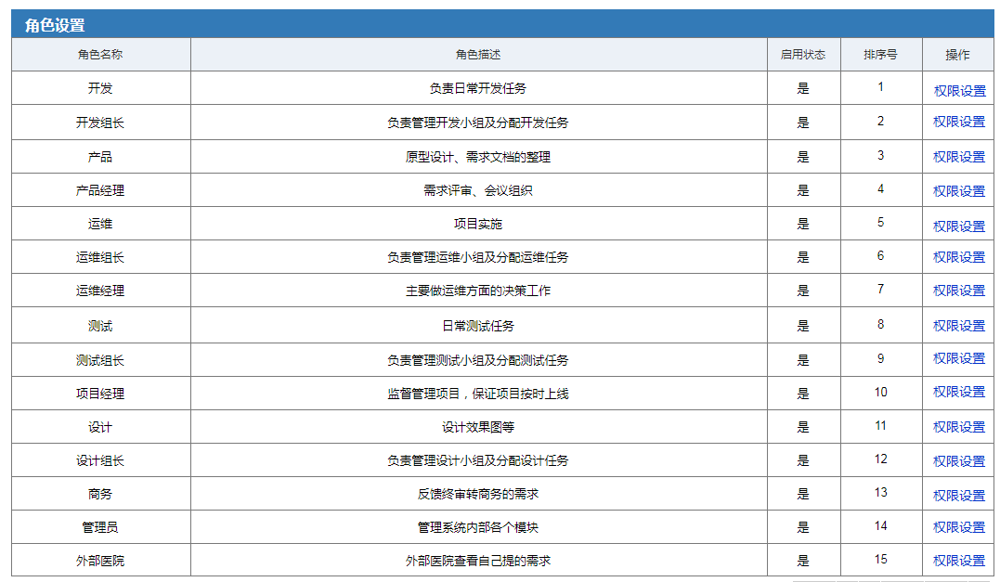 角色设置
角色名称 角色描述 启用状态 排序号 操作
开发 负责日常开发任务 是 1 权限设置
开发组长 负责管理开发小组及分配开发任务 是 2 权限设置
产品 原型设计、需求文档的整理 是 3 权限设置
产品经理 需求评审、会议组织 是 4 权限设置
运维 项目实施 是 5 权限设置
运维组长 负责管理运维小组及分配运维任务 是 6 权限设置
运维经理 主要做运维方面的决策工作 是 7 权限设置
测试 日常测试任务 是 8 权限设置
测试组长 负责管理测试小组及分配测试任务 是 9 权限设置
项目经理 监督管理项目，保证项目按时上线 是 10 权限设置
设计 设计效果图等 是 11 权限设置
设计组长 负责管理设计小组及分配设计任务 是 12 权限设置
商务 反馈终审转商务的需求 是 13 权限设置
管理员 管理系统内部各个模块 是 14 权限设置
外部医院 外部医院查看自己提的需求 是 15 权限设置